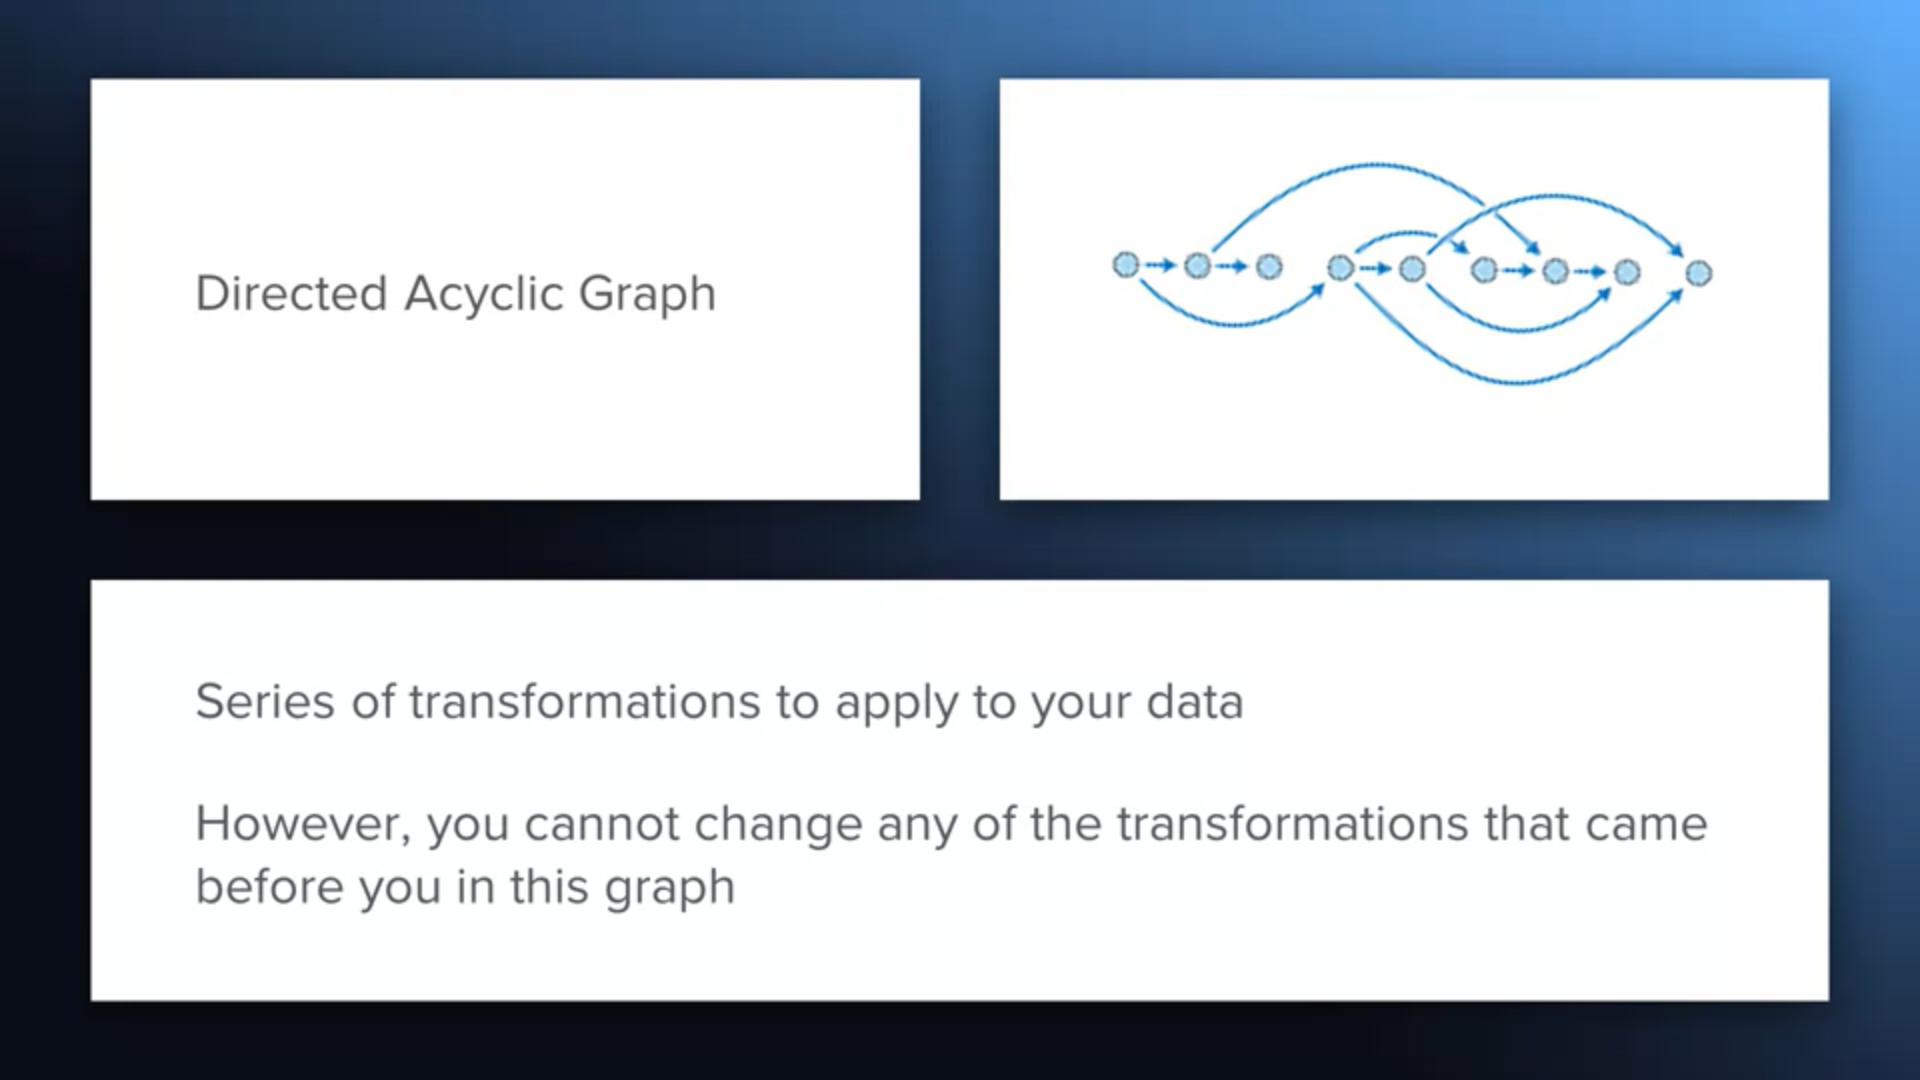 Directed Acyclic Graph
Series of transformations to apply to your data
However, you cannot change any of the transformations that came
before you in this graph